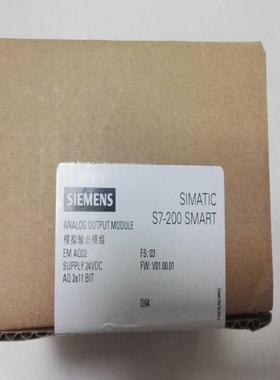 SIEMENS
SIMATIC
S7-200 SMART
ANALOG OUTPUT MODULE
模拟输出模组
EM AQ02 FS: 03
SUPPLY 24VDC FW: V01.00.01
AQ 2x11 BIT
D64
PACKAGING